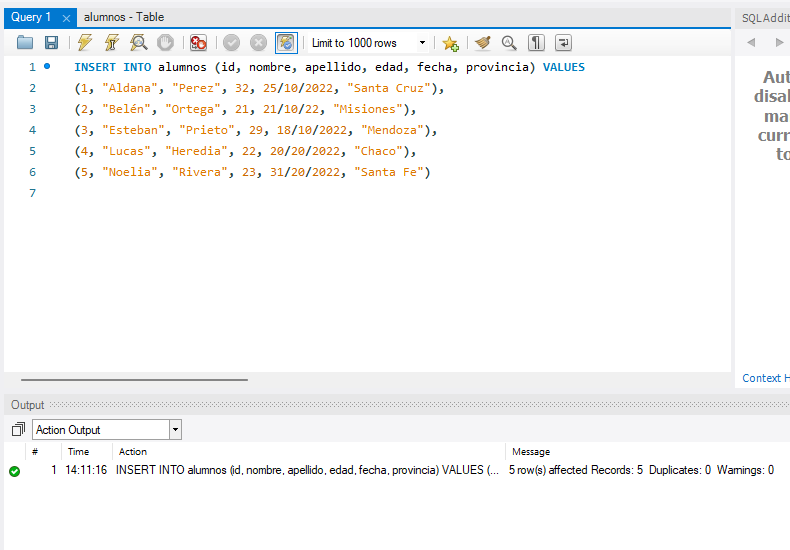 Query 1 alumnos - Table SQLAddit
Limit to 1000 rows
1 INSERT INTO alumnos (id, nombre, apellido, edad, fecha, provincia) VALUES
2 (1, "Aldana", "Perez", 32, 25/10/2022, "Santa Cruz"),
3 (2, "Belén", "Ortega", 21, 21/10/22, "Misiones"),
4 (3, "Esteban", "Prieto", 29, 18/10/2022, "Mendoza"),
5 (4, "Lucas", "Heredia", 22, 20/20/2022, "Chaco"),
6 (5, "Noelia", "Rivera", 23, 31/20/2022, "Santa Fe")
7
Aut
disal
ma
curr
to
Context H
Output
Action Output
# Time Action Message
1 14:11:16 INSERT INTO alumnos (id, nombre, apellido, edad, fecha, provincia) VALUES (... 5 row(s) affected Records: 5 Duplicates: 0 Warnings: 0